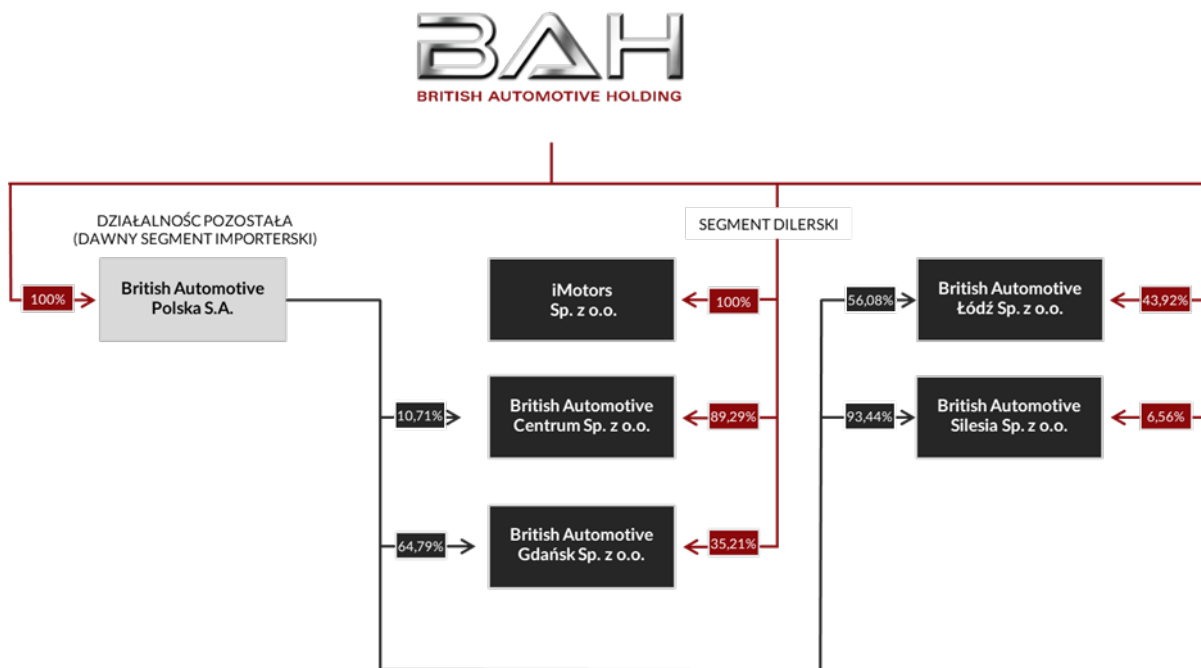 BAH
BRITISH AUTOMOTIVE HOLDING
DZIAŁALNOŚC POZOSTAŁA
(DAWNY SEGMENT IMPORTERSKI)
SEGMENT DILERSKI
100%
British Automotive
Polska S.A.
iMotors
Sp. z o.o.
100%
56,08%
British Automotive
Łódź Sp. z o.o.
43,92%
10,71%
British Automotive
Centrum Sp. z o.o.
89,29%
93,44%
British Automotive
Silesia Sp. z o.o.
6,56%
64,79%
British Automotive
Gdańsk Sp. z o.o.
35,21%